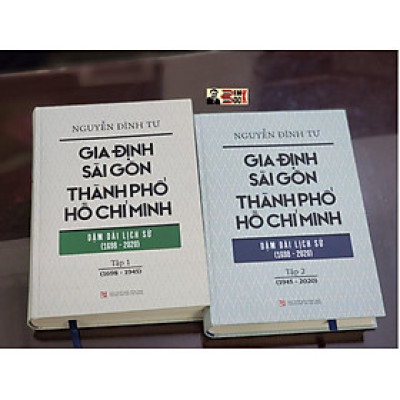 NGUYỄN ĐÌNH TƯ
GIA ĐỊNH
SÀI GÒN
THÀNH PHỐ
HỒ CHÍ MINH
DẶM DÀI LỊCH SỬ
(1698 - 2020)
Tập 1
(1698 - 1945)
NGUYỄN ĐÌNH TƯ
GIA ĐỊNH
SÀI GÒN
THÀNH PHỐ
HỒ CHÍ MINH
DẶM DÀI LỊCH SỬ
(1698 - 2020)
Tập 2
(1945 - 2020)